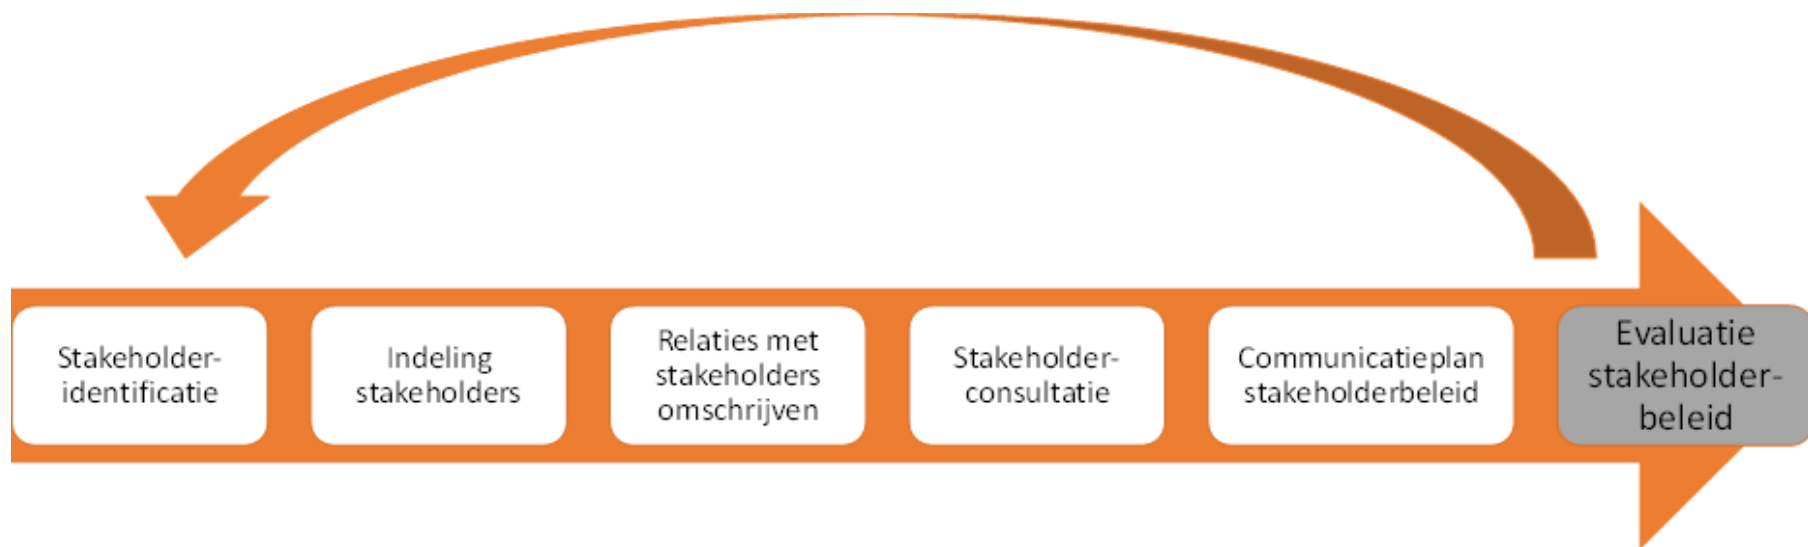 Stakeholder-
identificatie
Indeling
stakeholders
Relaties met
stakeholders
omschrijven
Stakeholder-
consultatie
Communicatieplan
stakeholderbeleid
Evaluatie
stakeholder-
beleid